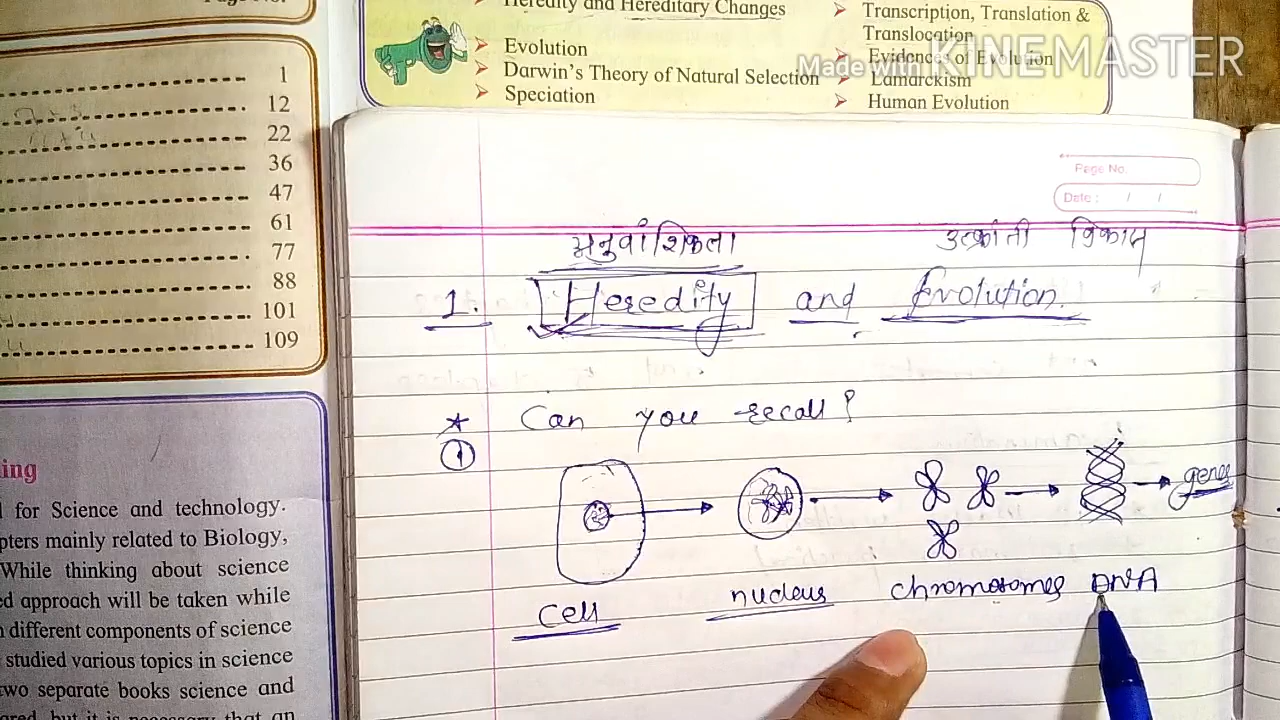 Heredity and Hereditary Changes
Evolution
Darwin's Theory of Natural Selection
Speciation
Transcription, Translation &
Translocation
Evidences of Evolution
Lamarckism
Human Evolution
Made with KINEMASTER
1
12
22
36
47
61
77
88
101
109
Page No.
Date : / /
अनुवांशिकता उत्क्रांती विकास
1. Heredity and Evolution.
* Can you recall?
① genes
Cell nucleus chromosomes DNA
ing
for Science and technology.
pters mainly related to Biology,
While thinking about science
ed approach will be taken while
different components of science
studied various topics in science
two separate books science and